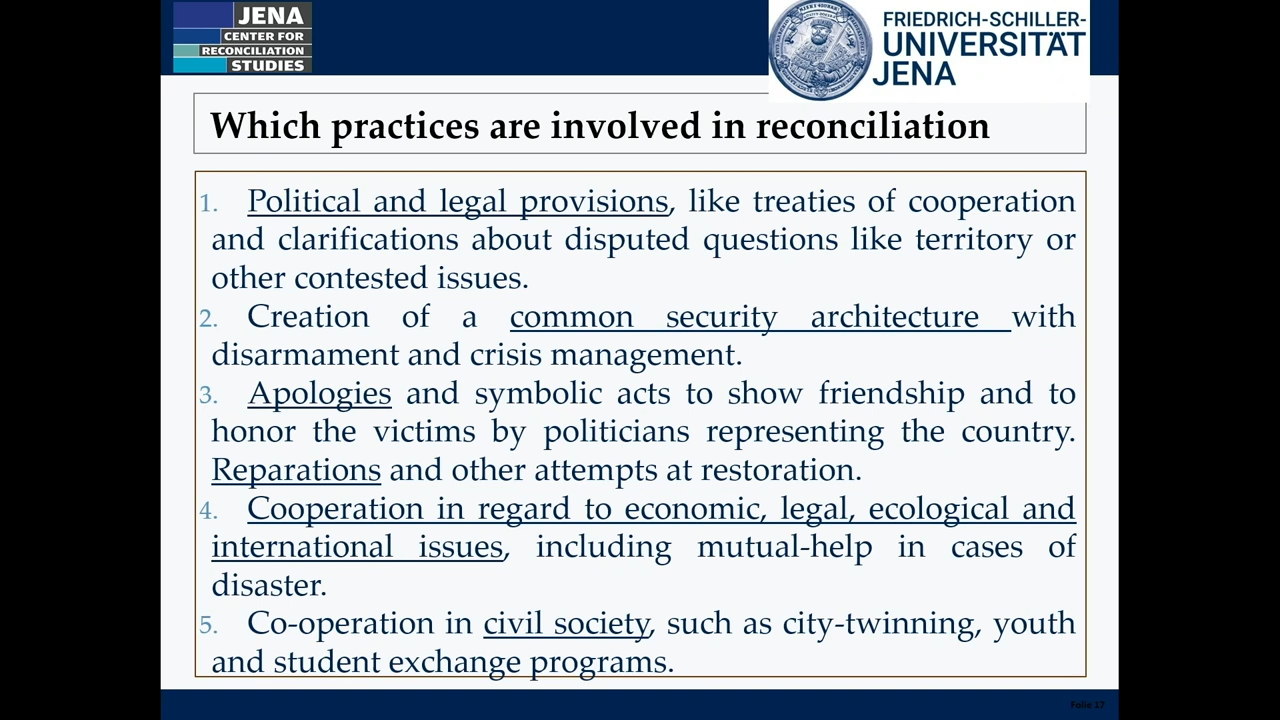 JENA
CENTER FOR
RECONCILIATION
STUDIES
FRIEDRICH-SCHILLER-
UNIVERSITÄT
JENA
Which practices are involved in reconciliation
1. Political and legal provisions, like treaties of cooperation
and clarifications about disputed questions like territory or
other contested issues.
2. Creation of a common security architecture with
disarmament and crisis management.
3. Apologies and symbolic acts to show friendship and to
honor the victims by politicians representing the country.
Reparations and other attempts at restoration.
4. Cooperation in regard to economic, legal, ecological and
international issues, including mutual-help in cases of
disaster.
5. Co-operation in civil society, such as city-twinning, youth
and student exchange programs.
Folie 17